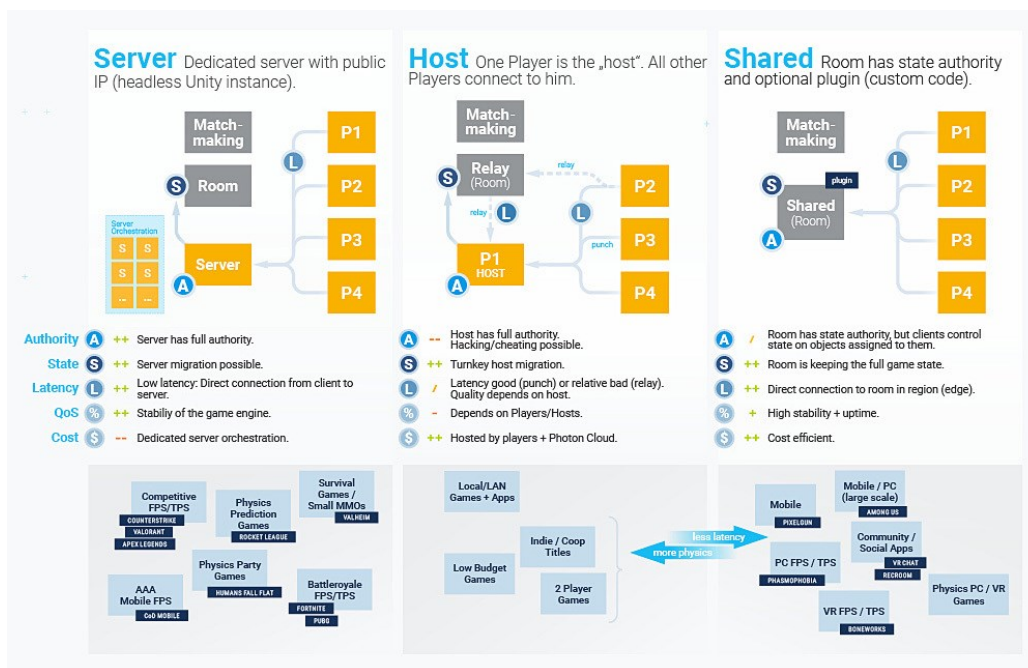 Server Dedicated server with public
IP (headless Unity instance).
Match-
making
Room
S
Server
Orchestration
S S
S S
... ...
Server
A
L
P1
P2
P3
P4
Host One Player is the „host“. All other
Players connect to him.
Match-
making
Relay
(Room)
S
relay
relay
L
L
punch
P1
HOST
A
P2
P3
P4
Shared Room has state authority
and optional plugin (custom code).
Match-
making
plugin
S
Shared
(Room)
A
L
P1
P2
P3
P4
Authority A ++ Server has full authority.
State S ++ Server migration possible.
Latency L ++ Low latency: Direct connection from client to
server.
QoS % ++ Stabiliy of the game engine.
Cost $ -- Dedicated server orchestration.
A -- Host has full authority.
Hacking/cheating possible.
S ++ Turnkey host migration.
L / Latency good (punch) or relative bad (relay).
Quality depends on host.
% - Depends on Players/Hosts.
$ ++ Hosted by players + Photon Cloud.
A / Room has state authority, but clients control
state on objects assigned to them.
S ++ Room is keeping the full game state.
L ++ Direct connection to room in region (edge).
% + High stability + uptime.
$ ++ Cost efficient.
Competitive
FPS/TPS
COUNTERSTRIKE
VALORANT
APEX LEGENDS
Physics
Prediction
Games
ROCKET LEAGUE
Survival
Games /
Small MMOs
VALHEIM
Physics Party
Games
HUMANS FALL FLAT
AAA
Mobile FPS
CoD MOBILE
Battleroyale
FPS/TPS
FORTNITE
PUBG
Local/LAN
Games + Apps
Indie / Coop
Titles
Low Budget
Games
2 Player
Games
less latency
more physics
Mobile
PIXELGUN
Mobile / PC
(large scale)
AMONG US
PC FPS / TPS
PHASMOPHOBIA
Community /
Social Apps
VR CHAT
RECROOM
VR FPS / TPS
BONEWORKS
Physics PC / VR
Games